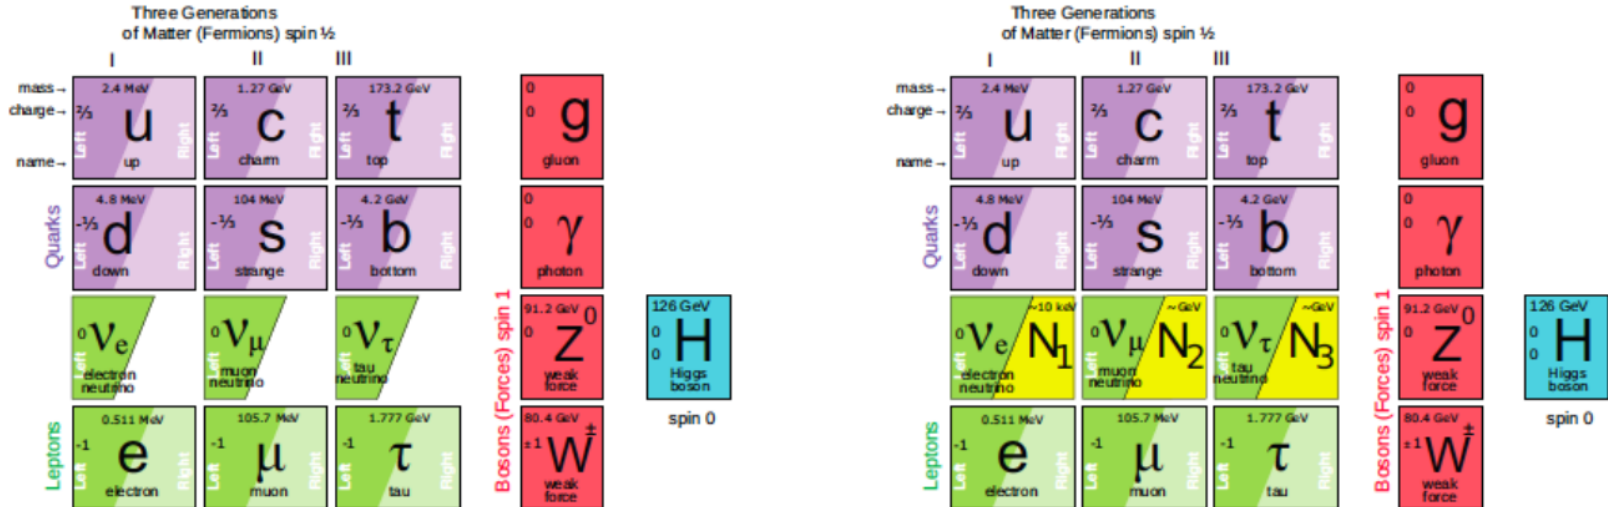 Three Generations
of Matter (Fermions) spin ½
I II III
mass→ 2.4 MeV 1.27 GeV 173.2 GeV 0
charge→ ⅔ u ⅔ c ⅔ t 0 g
Left Right Left Right Left Right
name→ up charm top gluon
Quarks
4.8 MeV 104 MeV 4.2 GeV 0
-⅓ d -⅓ s -⅓ b 0 γ
Left Right Left Right Left Right
down strange bottom photon
Bosons (Forces) spin 1
91.2 GeV 126 GeV
0 νe 0 νμ 0 ντ 0 Z0 0 0 H
Left Left Left
electron neutrino muon neutrino tau neutrino weak force Higgs boson
spin 0
Leptons
0.511 MeV 105.7 MeV 1.777 GeV 80.4 GeV
-1 e -1 μ -1 τ ±1 W±
Left Right Left Right Left Right
electron muon tau weak force
Three Generations
of Matter (Fermions) spin ½
I II III
mass→ 2.4 MeV 1.27 GeV 173.2 GeV 0
charge→ ⅔ u ⅔ c ⅔ t 0 g
Left Right Left Right Left Right
name→ up charm top gluon
Quarks
4.8 MeV 104 MeV 4.2 GeV 0
-⅓ d -⅓ s -⅓ b 0 γ
Left Right Left Right Left Right
down strange bottom photon
Bosons (Forces) spin 1
~10 keV ~GeV ~GeV 91.2 GeV 126 GeV
0 νe N1 0 νμ N2 0 ντ N3 0 Z0 0 0 H
Left Left Left
electron neutrino muon neutrino tau neutrino weak force Higgs boson
spin 0
Leptons
0.511 MeV 105.7 MeV 1.777 GeV 80.4 GeV
-1 e -1 μ -1 τ ±1 W±
Left Right Left Right Left Right
electron muon tau weak force